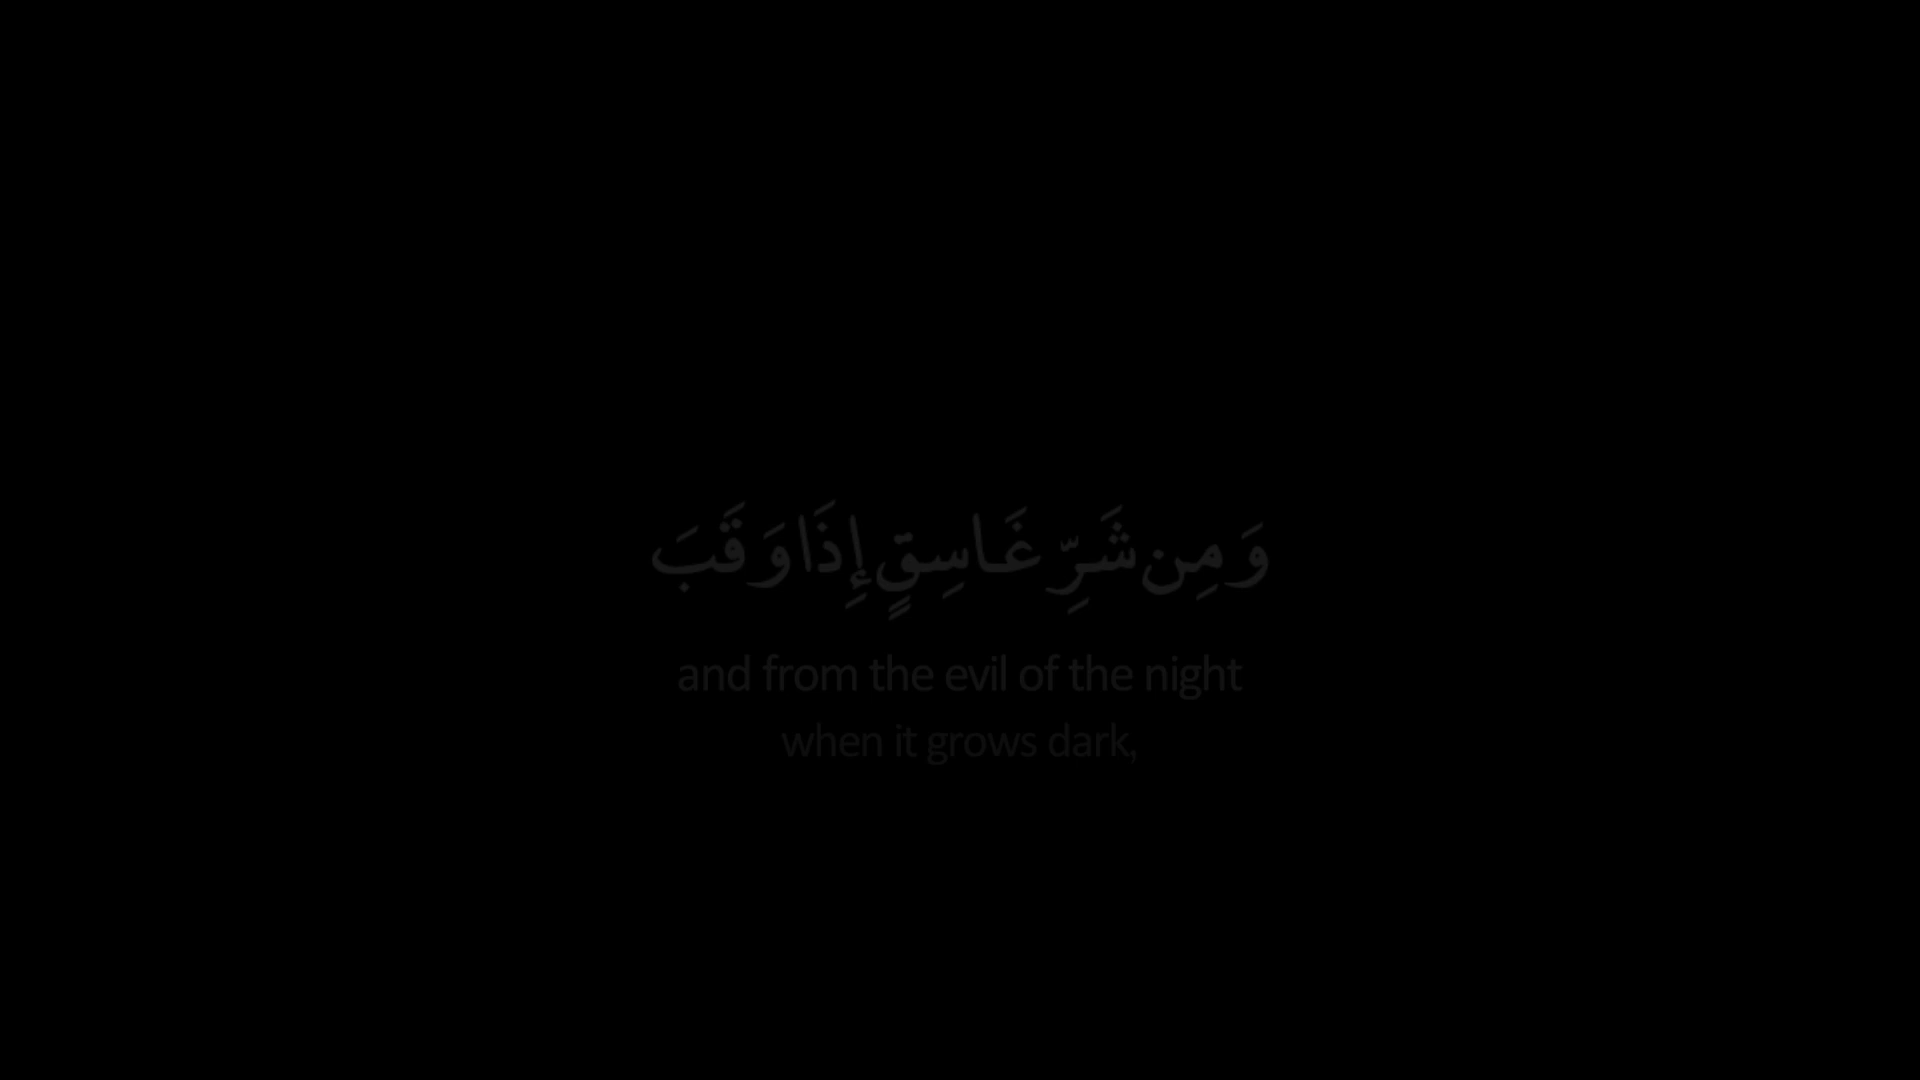 وَمِن شَرِّ غَاسِقٍ إِذَا وَقَبَ
and from the evil of the night
when it grows dark,